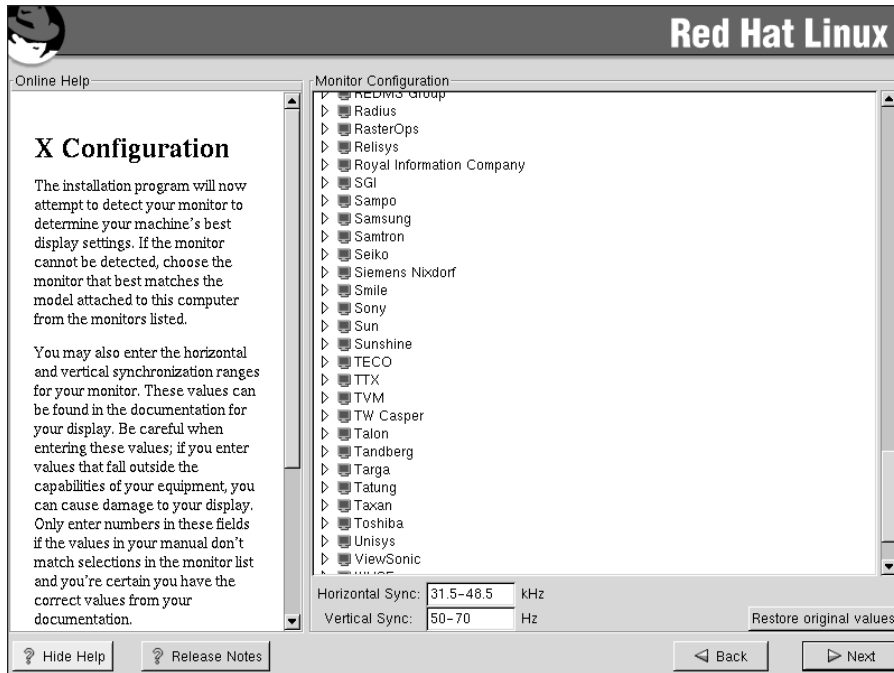 Red Hat Linux
Online Help
X Configuration
The installation program will now
attempt to detect your monitor to
determine your machine's best
display settings. If the monitor
cannot be detected, choose the
monitor that best matches the
model attached to this computer
from the monitors listed.
You may also enter the horizontal
and vertical synchronization ranges
for your monitor. These values can
be found in the documentation for
your display. Be careful when
entering these values; if you enter
values that fall outside the
capabilities of your equipment, you
can cause damage to your display.
Only enter numbers in these fields
if the values in your manual don't
match selections in the monitor list
and you're certain you have the
correct values from your
documentation.
Monitor Configuration
REDMS Group
Radius
RasterOps
Relisys
Royal Information Company
SGI
Sampo
Samsung
Samtron
Seiko
Siemens Nixdorf
Smile
Sony
Sun
Sunshine
TECO
TTX
TVM
TW Casper
Talon
Tandberg
Targa
Tatung
Taxan
Toshiba
Unisys
ViewSonic
Horizontal Sync: 31.5-48.5 kHz
Vertical Sync: 50-70 Hz
Restore original values
? Hide Help
? Release Notes
Back
Next